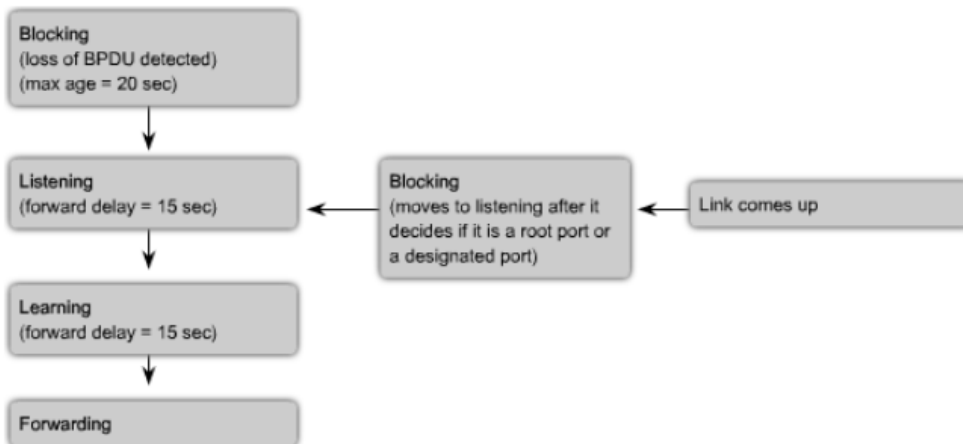 Blocking
(loss of BPDU detected)
(max age = 20 sec)
Listening
(forward delay = 15 sec)
Blocking
(moves to listening after it
decides if it is a root port or
a designated port)
Link comes up
Learning
(forward delay = 15 sec)
Forwarding